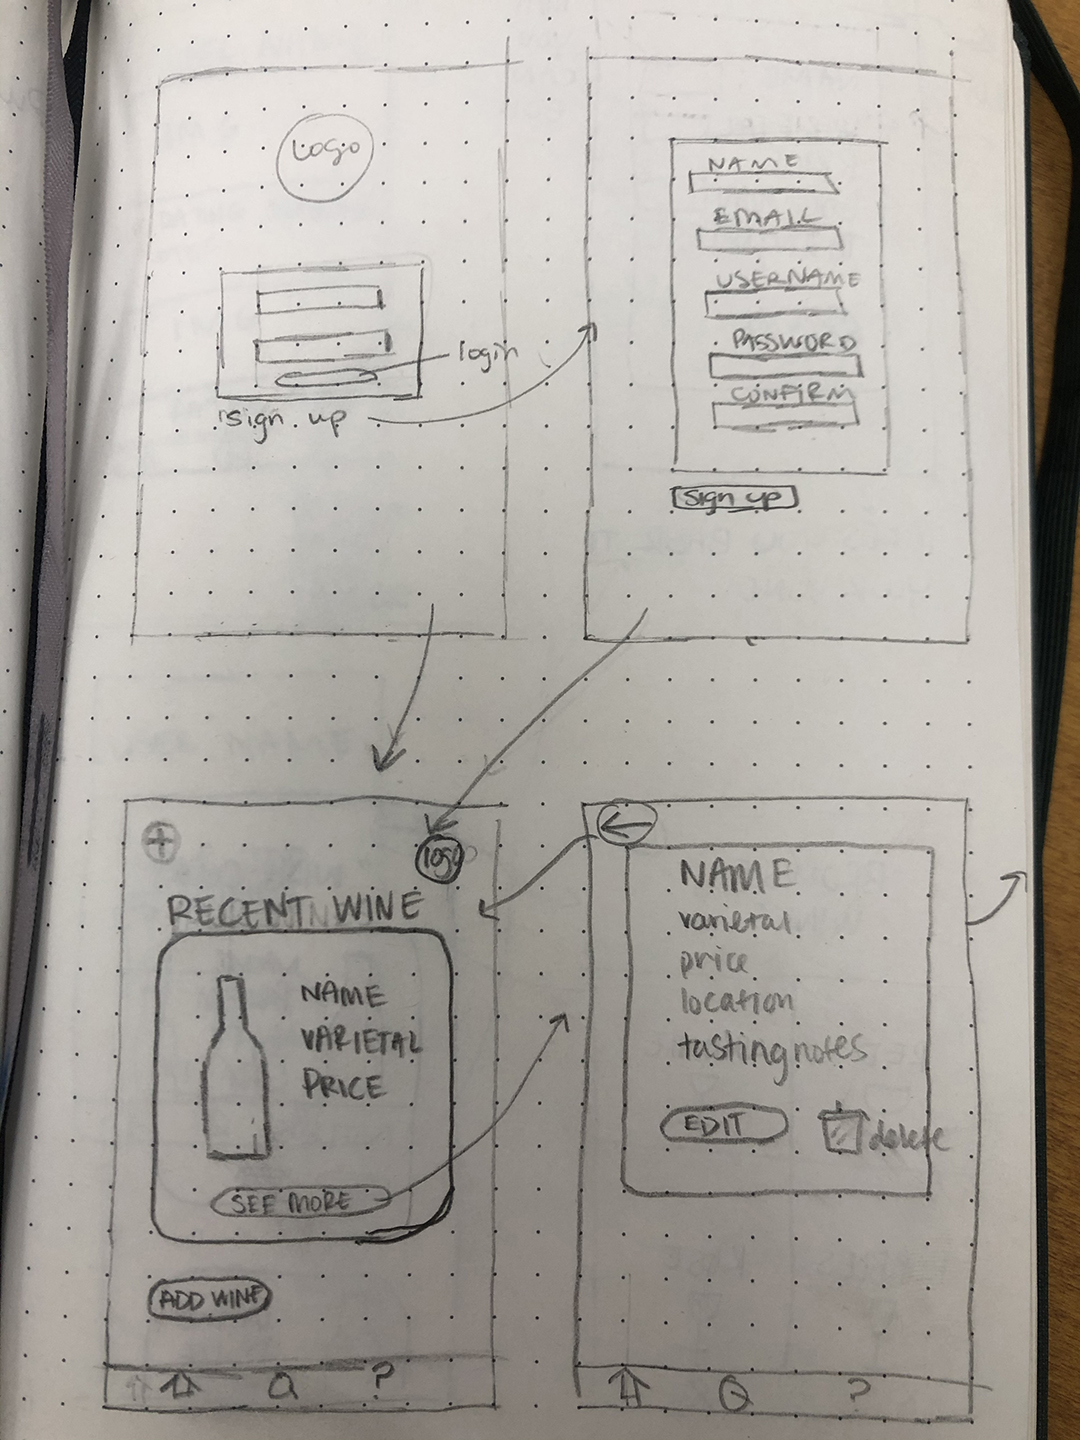 Logo
login
sign up
NAME
EMAIL
USERNAME
PASSWORD
CONFIRM
sign up
+
logo
RECENT WINE
NAME
VARIETAL
PRICE
SEE MORE
ADD WINE
?
NAME
varietal
price
location
tasting notes
EDIT
delete
?